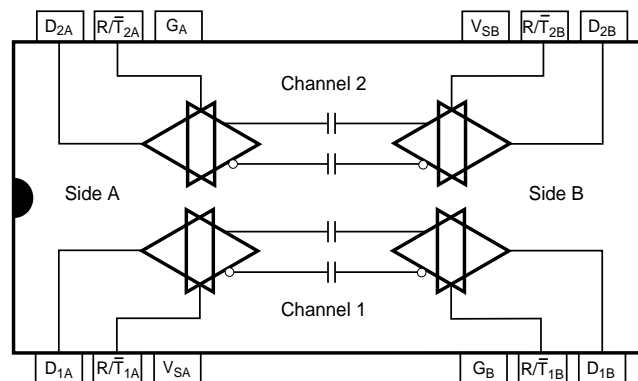 D2A R/T̅2A GA VSB R/T̅2B D2B
Channel 2
Side A Side B
Channel 1
D1A R/T̅1A VSA GB R/T̅1B D1B